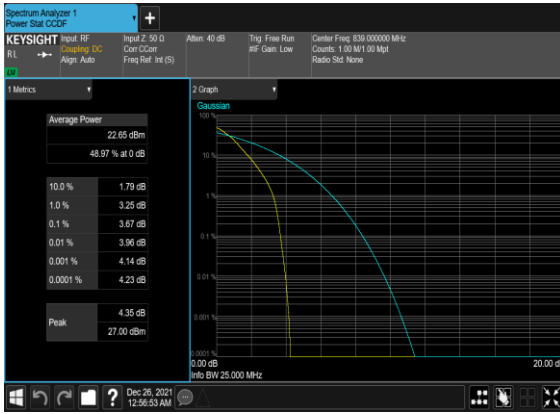 Spectrum Analyzer 1
Power Stat CCDF
+
KEYSIGHT
RL
Input: RF
Coupling: DC
Align: Auto
Input Z: 50 Ω
Corr CCorr
Freq Ref: Int (S)
Atten: 40 dB
Trig: Free Run
#IF Gain: Low
Center Freq: 839.000000 MHz
Counts: 1.00 M/1.00 Mpt
Radio Std: None
1 Metrics
Average Power
22.65 dBm
48.97 % at 0 dB
10.0 % 1.79 dB
1.0 % 3.25 dB
0.1 % 3.67 dB
0.01 % 3.96 dB
0.001 % 4.14 dB
0.0001 % 4.23 dB
Peak 4.35 dB
27.00 dBm
2 Graph
Gaussian
100 %
10 %
1 %
0.1 %
0.01 %
0.001 %
0.0001 %
0.00 dB
20.00 d
Info BW 25.000 MHz
?
Dec 26, 2021
12:56:53 AM